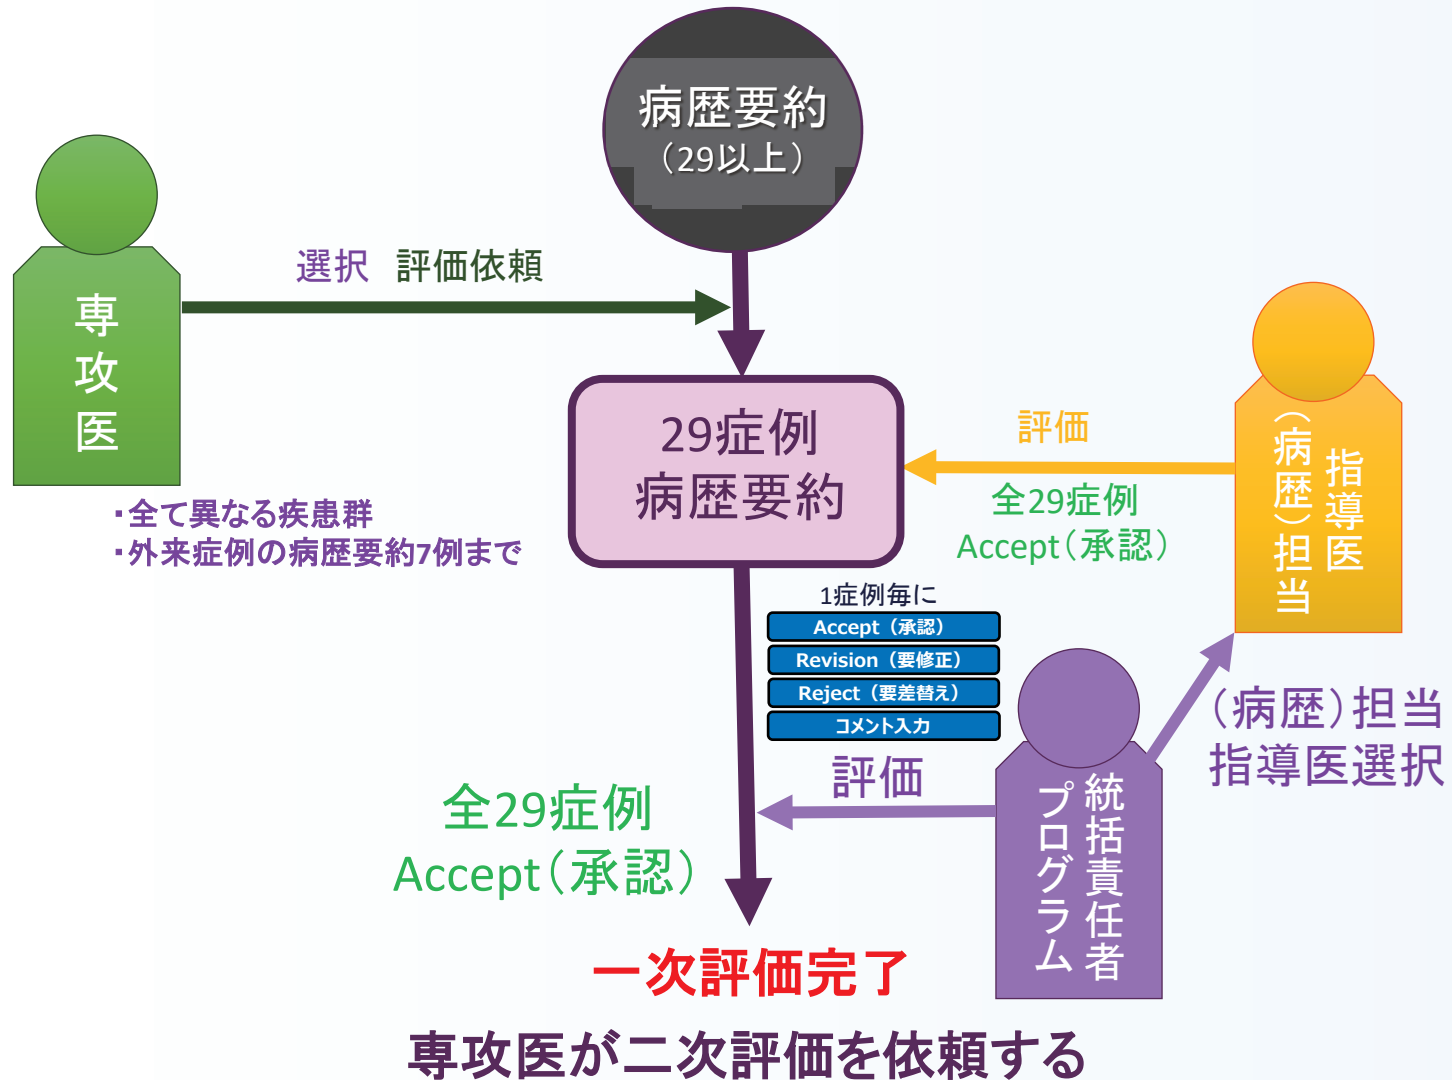 病歴要約
（29以上）
選択　評価依頼
専攻医
・全て異なる疾患群
・外来症例の病歴要約7例まで
29症例
病歴要約
評価
全29症例
Accept（承認）
指導医
（病歴）担当
1症例毎に
Accept（承認）
Revision（要修正）
Reject（要差替え）
コメント入力
評価
（病歴）担当
指導医選択
統括責任者
プログラム
全29症例
Accept（承認）
一次評価完了
専攻医が二次評価を依頼する